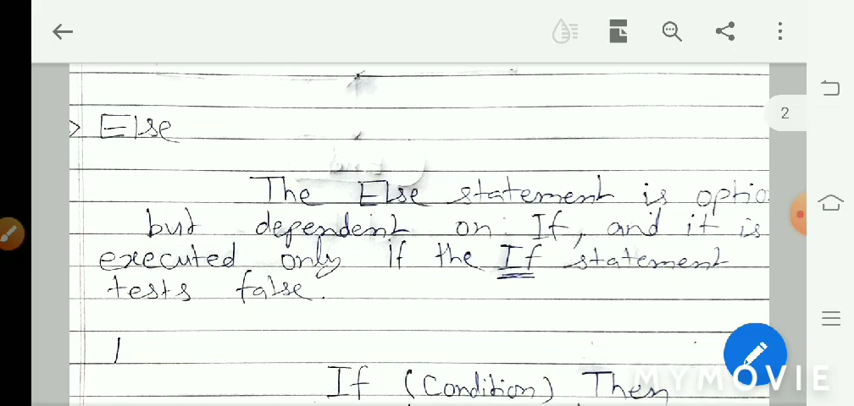 2
> Else
The Else statement is optio
but dependent on If, and it is
executed only if the If statement
tests false.
If (Condition) Then
MYMOVIE